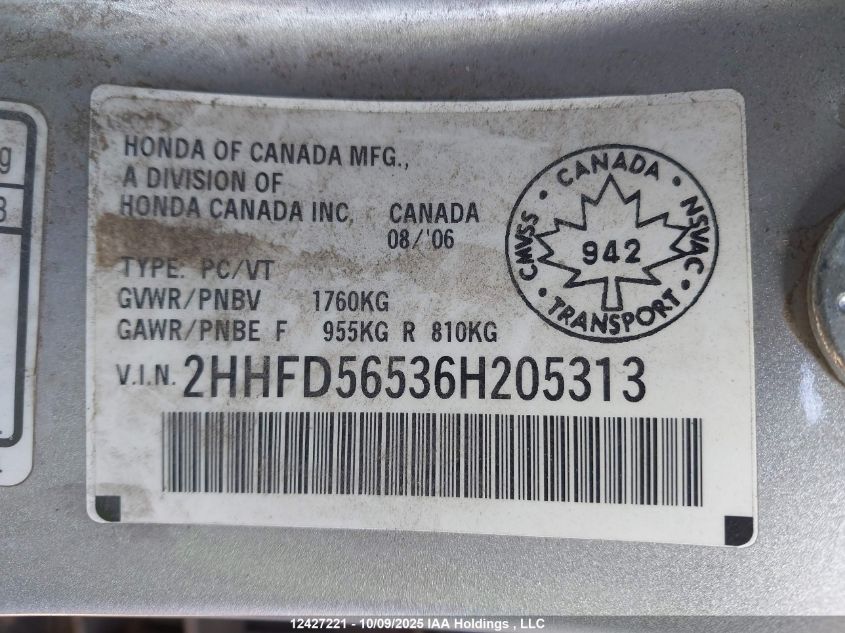 g
3
HONDA OF CANADA MFG.,
A DIVISION OF
HONDA CANADA INC, CANADA
08/'06
TYPE: PC/VT
GVWR/PNBV 1760KG
GAWR/PNBE F 955KG R 810KG
V.I.N. 2HHFD56536H205313
CANADA
CMVSS
942
NSVAC
TRANSPORT
12427221 - 10/09/2025 IAA Holdings , LLC